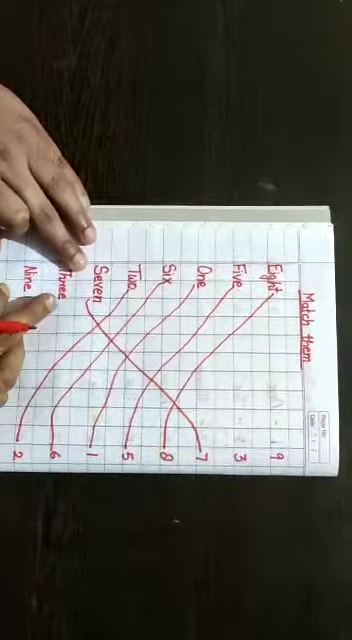 Match them
Eight 9
Five 3
One 7
Six 8
Two 5
Seven 1
Three 6
Nine 2